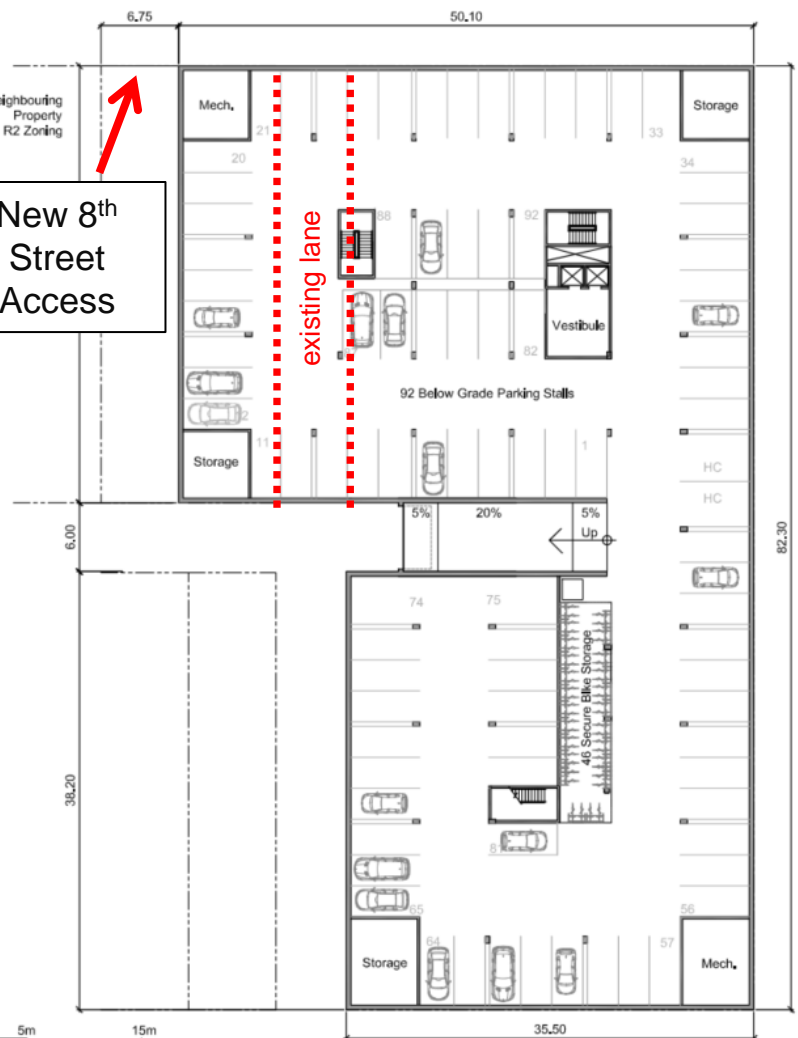 6.75
50.10
eighbouring
Property
R2 Zoning
Mech.
Storage
21
33
20
34
New 8th
Street
Access
existing lane
88
92
Vestibule
82
92 Below Grade Parking Stalls
11
1
Storage
HC
HC
5%
20%
5%
Up
6.00
82.30
74
75
46 Secure Bike Storage
38.20
81
65
56
64
57
Storage
Mech.
5m
15m
35.50